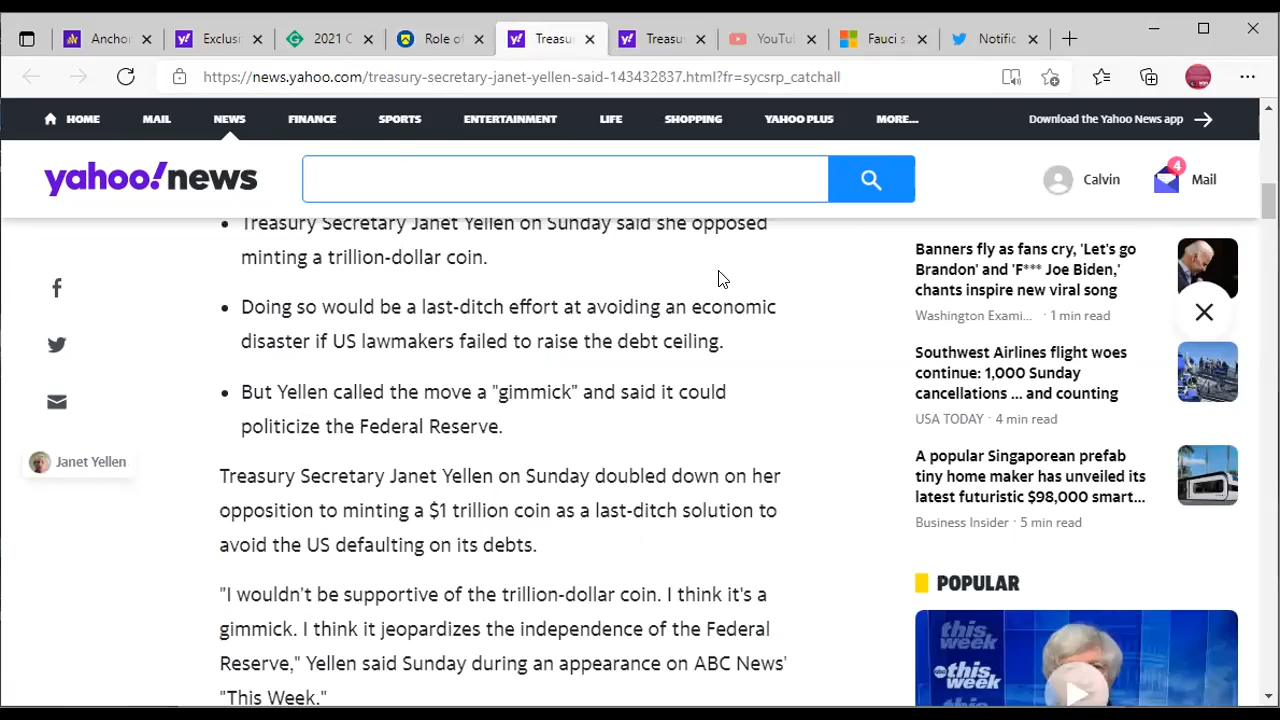 Anchor
Exclusi
2021 C
Role of
Treasu
Treasu
YouTu
Fauci s
Notific
https://news.yahoo.com/treasury-secretary-janet-yellen-said-143432837.html?fr=sycsrp_catchall
HOME MAIL NEWS FINANCE SPORTS ENTERTAINMENT LIFE SHOPPING YAHOO PLUS MORE... Download the Yahoo News app
yahoo!news
Calvin
4
Mail
• Treasury Secretary Janet Yellen on Sunday said she opposed
minting a trillion-dollar coin.
• Doing so would be a last-ditch effort at avoiding an economic
disaster if US lawmakers failed to raise the debt ceiling.
• But Yellen called the move a "gimmick" and said it could
politicize the Federal Reserve.
Janet Yellen
Treasury Secretary Janet Yellen on Sunday doubled down on her
opposition to minting a $1 trillion coin as a last-ditch solution to
avoid the US defaulting on its debts.
"I wouldn't be supportive of the trillion-dollar coin. I think it's a
gimmick. I think it jeopardizes the independence of the Federal
Reserve," Yellen said Sunday during an appearance on ABC News'
"This Week."
Banners fly as fans cry, 'Let's go
Brandon' and 'F*** Joe Biden,'
chants inspire new viral song
Washington Exami... · 1 min read
Southwest Airlines flight woes
continue: 1,000 Sunday
cancellations ... and counting
USA TODAY · 4 min read
A popular Singaporean prefab
tiny home maker has unveiled its
latest futuristic $98,000 smart...
Business Insider · 5 min read
POPULAR
this
week
abc this
week